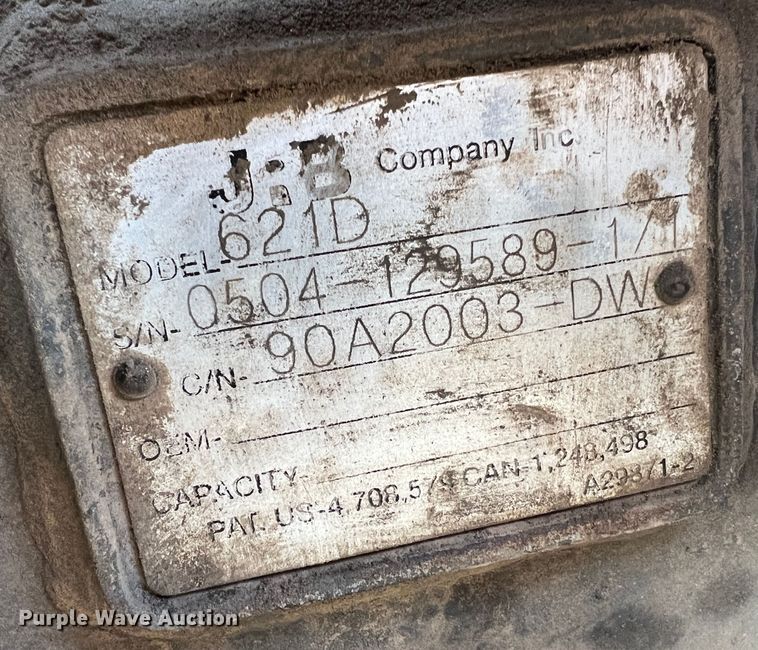 J:B Company Inc.
MODEL- 621D
S/N- 0504-129589-1/1
C/N- 90A2003-DW
OEM-
CAPACITY-
PAT. US-4,708,574 CAN-1,248,498
A29871-2
Purple Wave Auction